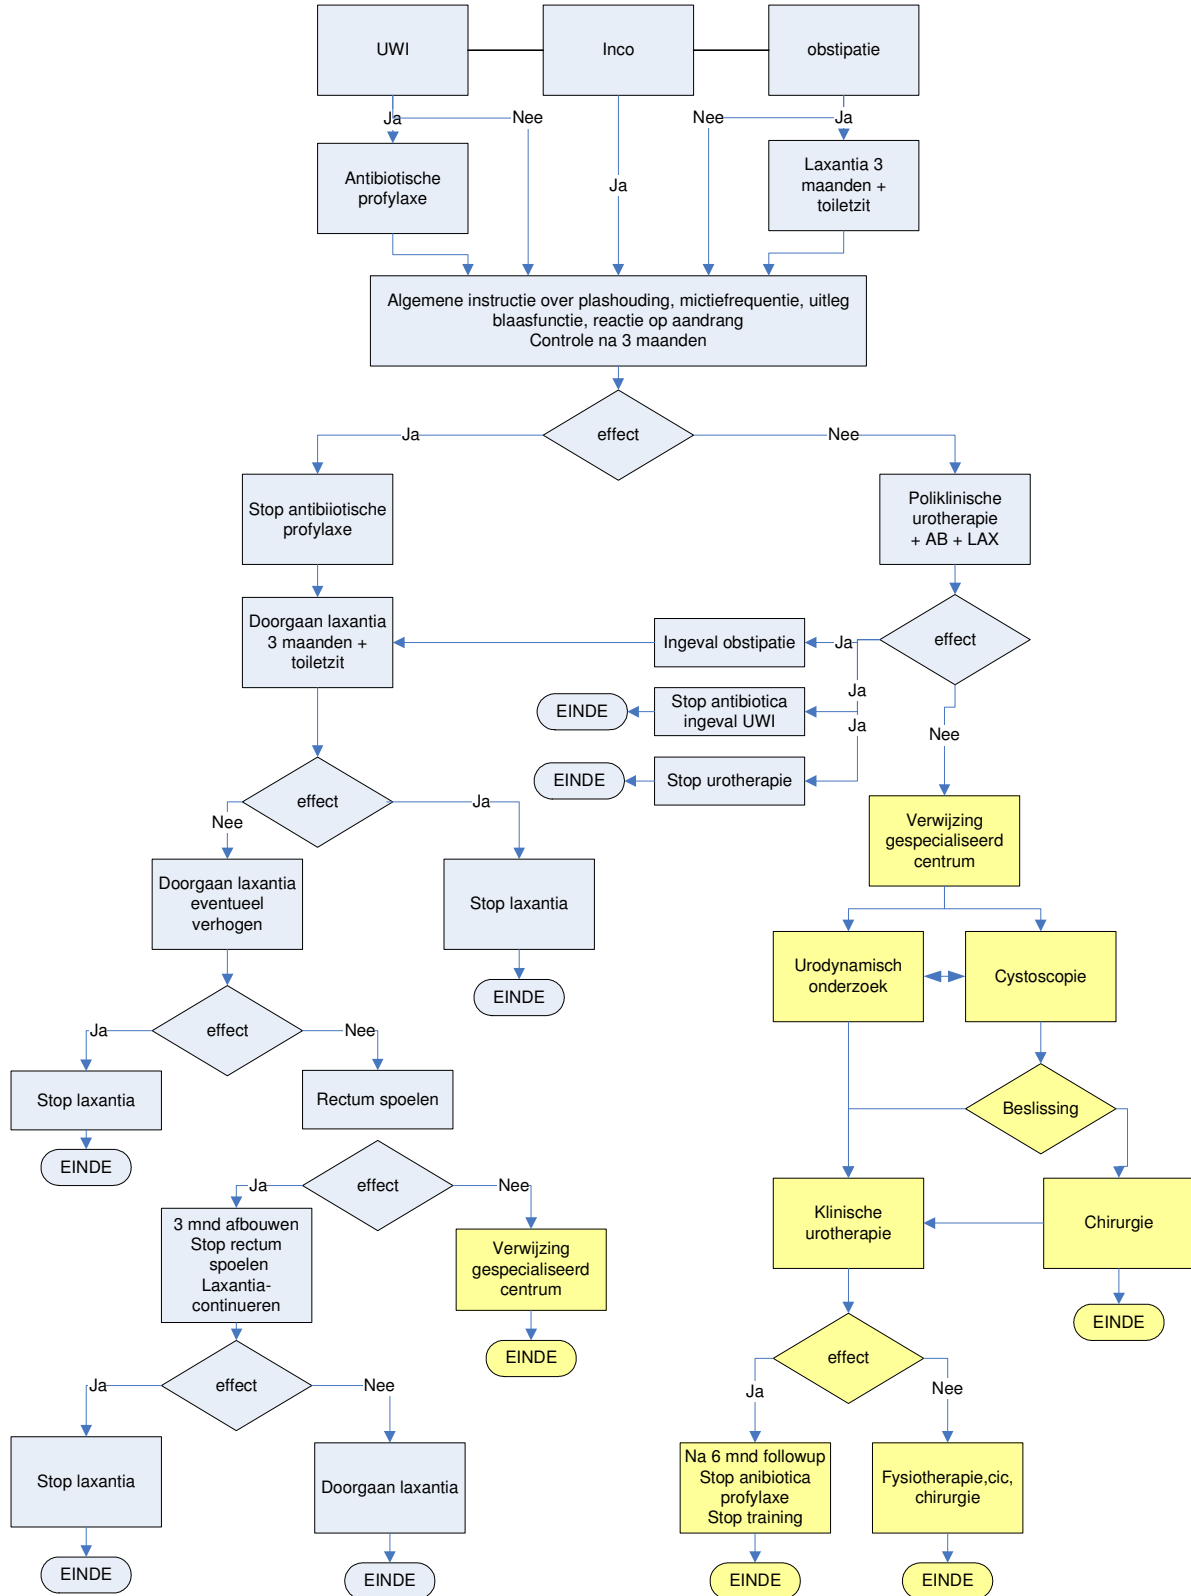 UWI
Inco
obstipatie
Ja
Nee
Nee
Ja
Antibiotische
profylaxe
Ja
Laxantia 3
maanden +
toiletzit
Algemene instructie over plashouding, mictiefrequentie, uitleg
blaasfunctie, reactie op aandrang
Controle na 3 maanden
effect
Ja
Nee
Stop antibiiotische
profylaxe
Poliklinische
urotherapie
+ AB + LAX
Doorgaan laxantia
3 maanden +
toiletzit
Ingeval obstipatie
Ja
effect
EINDE
Stop antibiotica
ingeval UWI
Ja
Ja
Nee
EINDE
Stop urotherapie
effect
Nee
Ja
Verwijzing
gespecialiseerd
centrum
Doorgaan laxantia
eventueel
verhogen
Stop laxantia
Urodynamisch
onderzoek
Cystoscopie
EINDE
Ja
effect
Nee
Stop laxantia
Rectum spoelen
Beslissing
EINDE
Ja
effect
Nee
3 mnd afbouwen
Stop rectum
spoelen
Laxantia-
continueren
Verwijzing
gespecialiseerd
centrum
Klinische
urotherapie
Chirurgie
EINDE
EINDE
effect
Ja
effect
Nee
Ja
Nee
Stop laxantia
Doorgaan laxantia
Na 6 mnd followup
Stop anibiotica
profylaxe
Stop training
Fysiotherapie,cic,
chirurgie
EINDE
EINDE
EINDE
EINDE